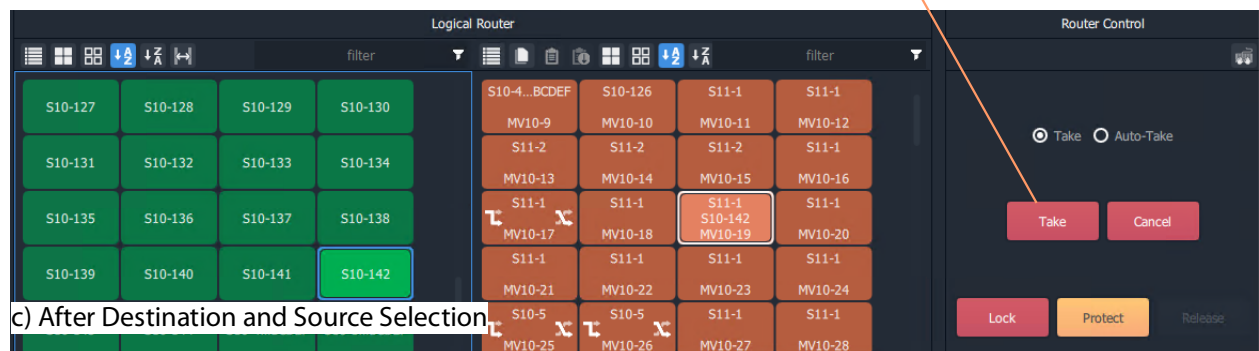 Logical Router
Router Control
filter
filter
S10-127 S10-128 S10-129 S10-130
S10-131 S10-132 S10-133 S10-134
S10-135 S10-136 S10-137 S10-138
S10-139 S10-140 S10-141 S10-142
c) After Destination and Source Selection
S10-4...BCDEF S10-126 S11-1 S11-1
MV10-9 MV10-10 MV10-11 MV10-12
S11-2 S11-2 S11-2 S11-1
MV10-13 MV10-14 MV10-15 MV10-16
S11-1 S11-1 S11-1 S11-1
S10-142
MV10-17 MV10-18 MV10-19 MV10-20
S11-1 S11-1 S11-1 S11-1
MV10-21 MV10-22 MV10-23 MV10-24
S10-5 S10-5 S11-1 S11-1
MV10-25 MV10-26 MV10-27 MV10-28
Take Auto-Take
Take Cancel
Lock Protect Release